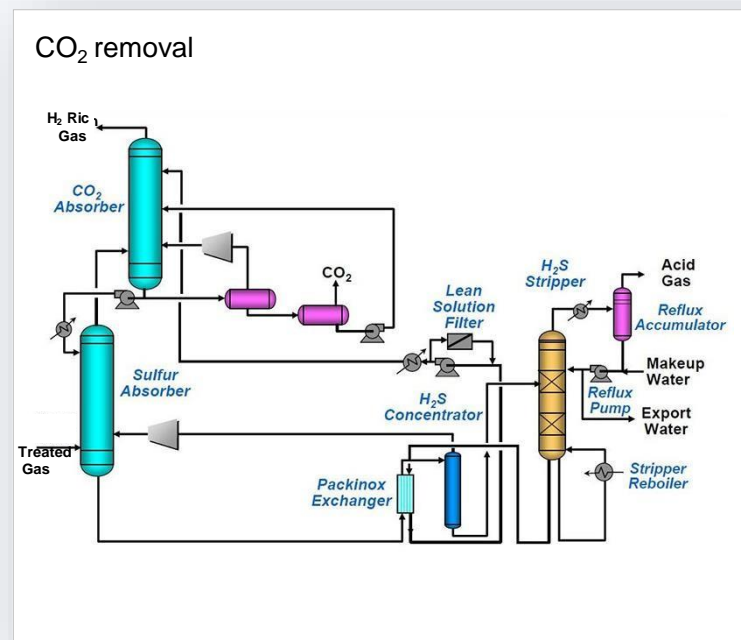 CO₂ removal
H₂ Ric
Gas
CO₂
Absorber
CO₂
H₂S
Stripper
Acid
Gas
Lean
Solution
Filter
Reflux
Accumulator
Sulfur
Absorber
Makeup
Water
H₂S
Concentrator
Reflux
Pump
Export
Water
Treated
Gas
Packinox
Exchanger
Stripper
Reboiler